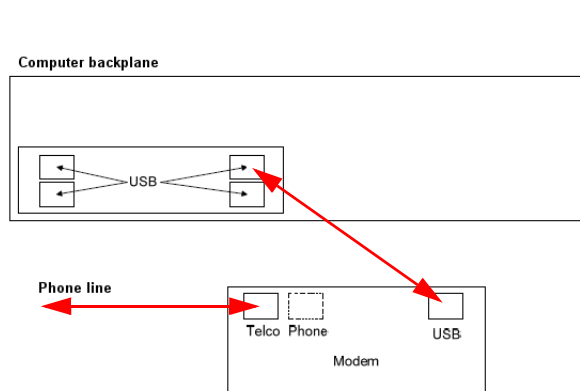 Computer backplane
USB
Phone line
Telco Phone
USB
Modem